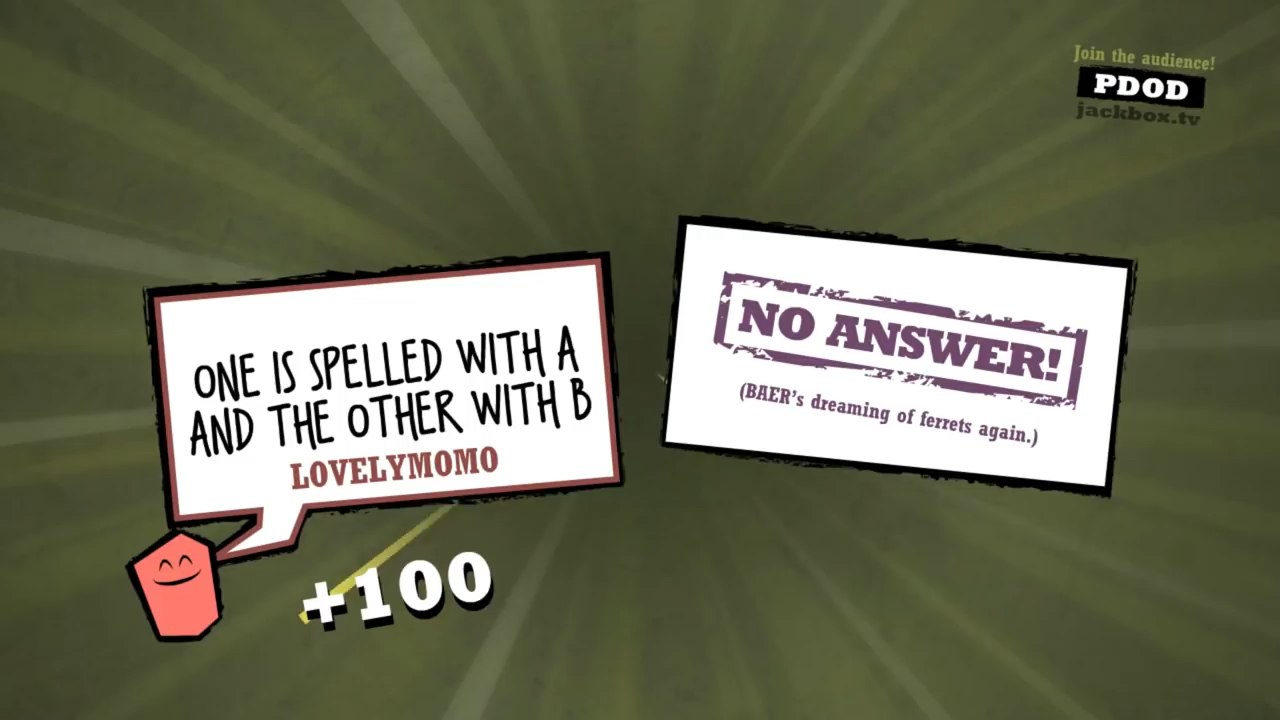 Join the audience!
PDOD
jackbox.tv
ONE IS SPELLED WITH A
AND THE OTHER WITH B
LOVELYMOMO
NO ANSWER!
(BAER's dreaming of ferrets again.)
+100